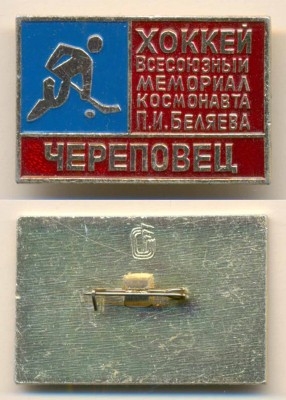 ХОККЕЙ
ВСЕСОЮЗНЫЙ
МЕМОРИАЛ
КОСМОНАВТА
П.И. БЕЛЯЕВА
ЧЕРЕПОВЕЦ